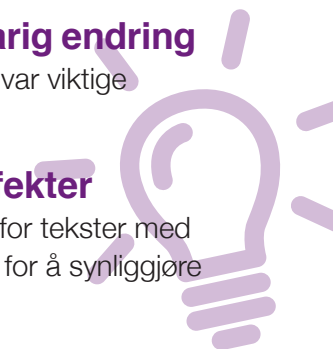 arig endring
var viktige
fekter
for tekster med
for å synliggjøre